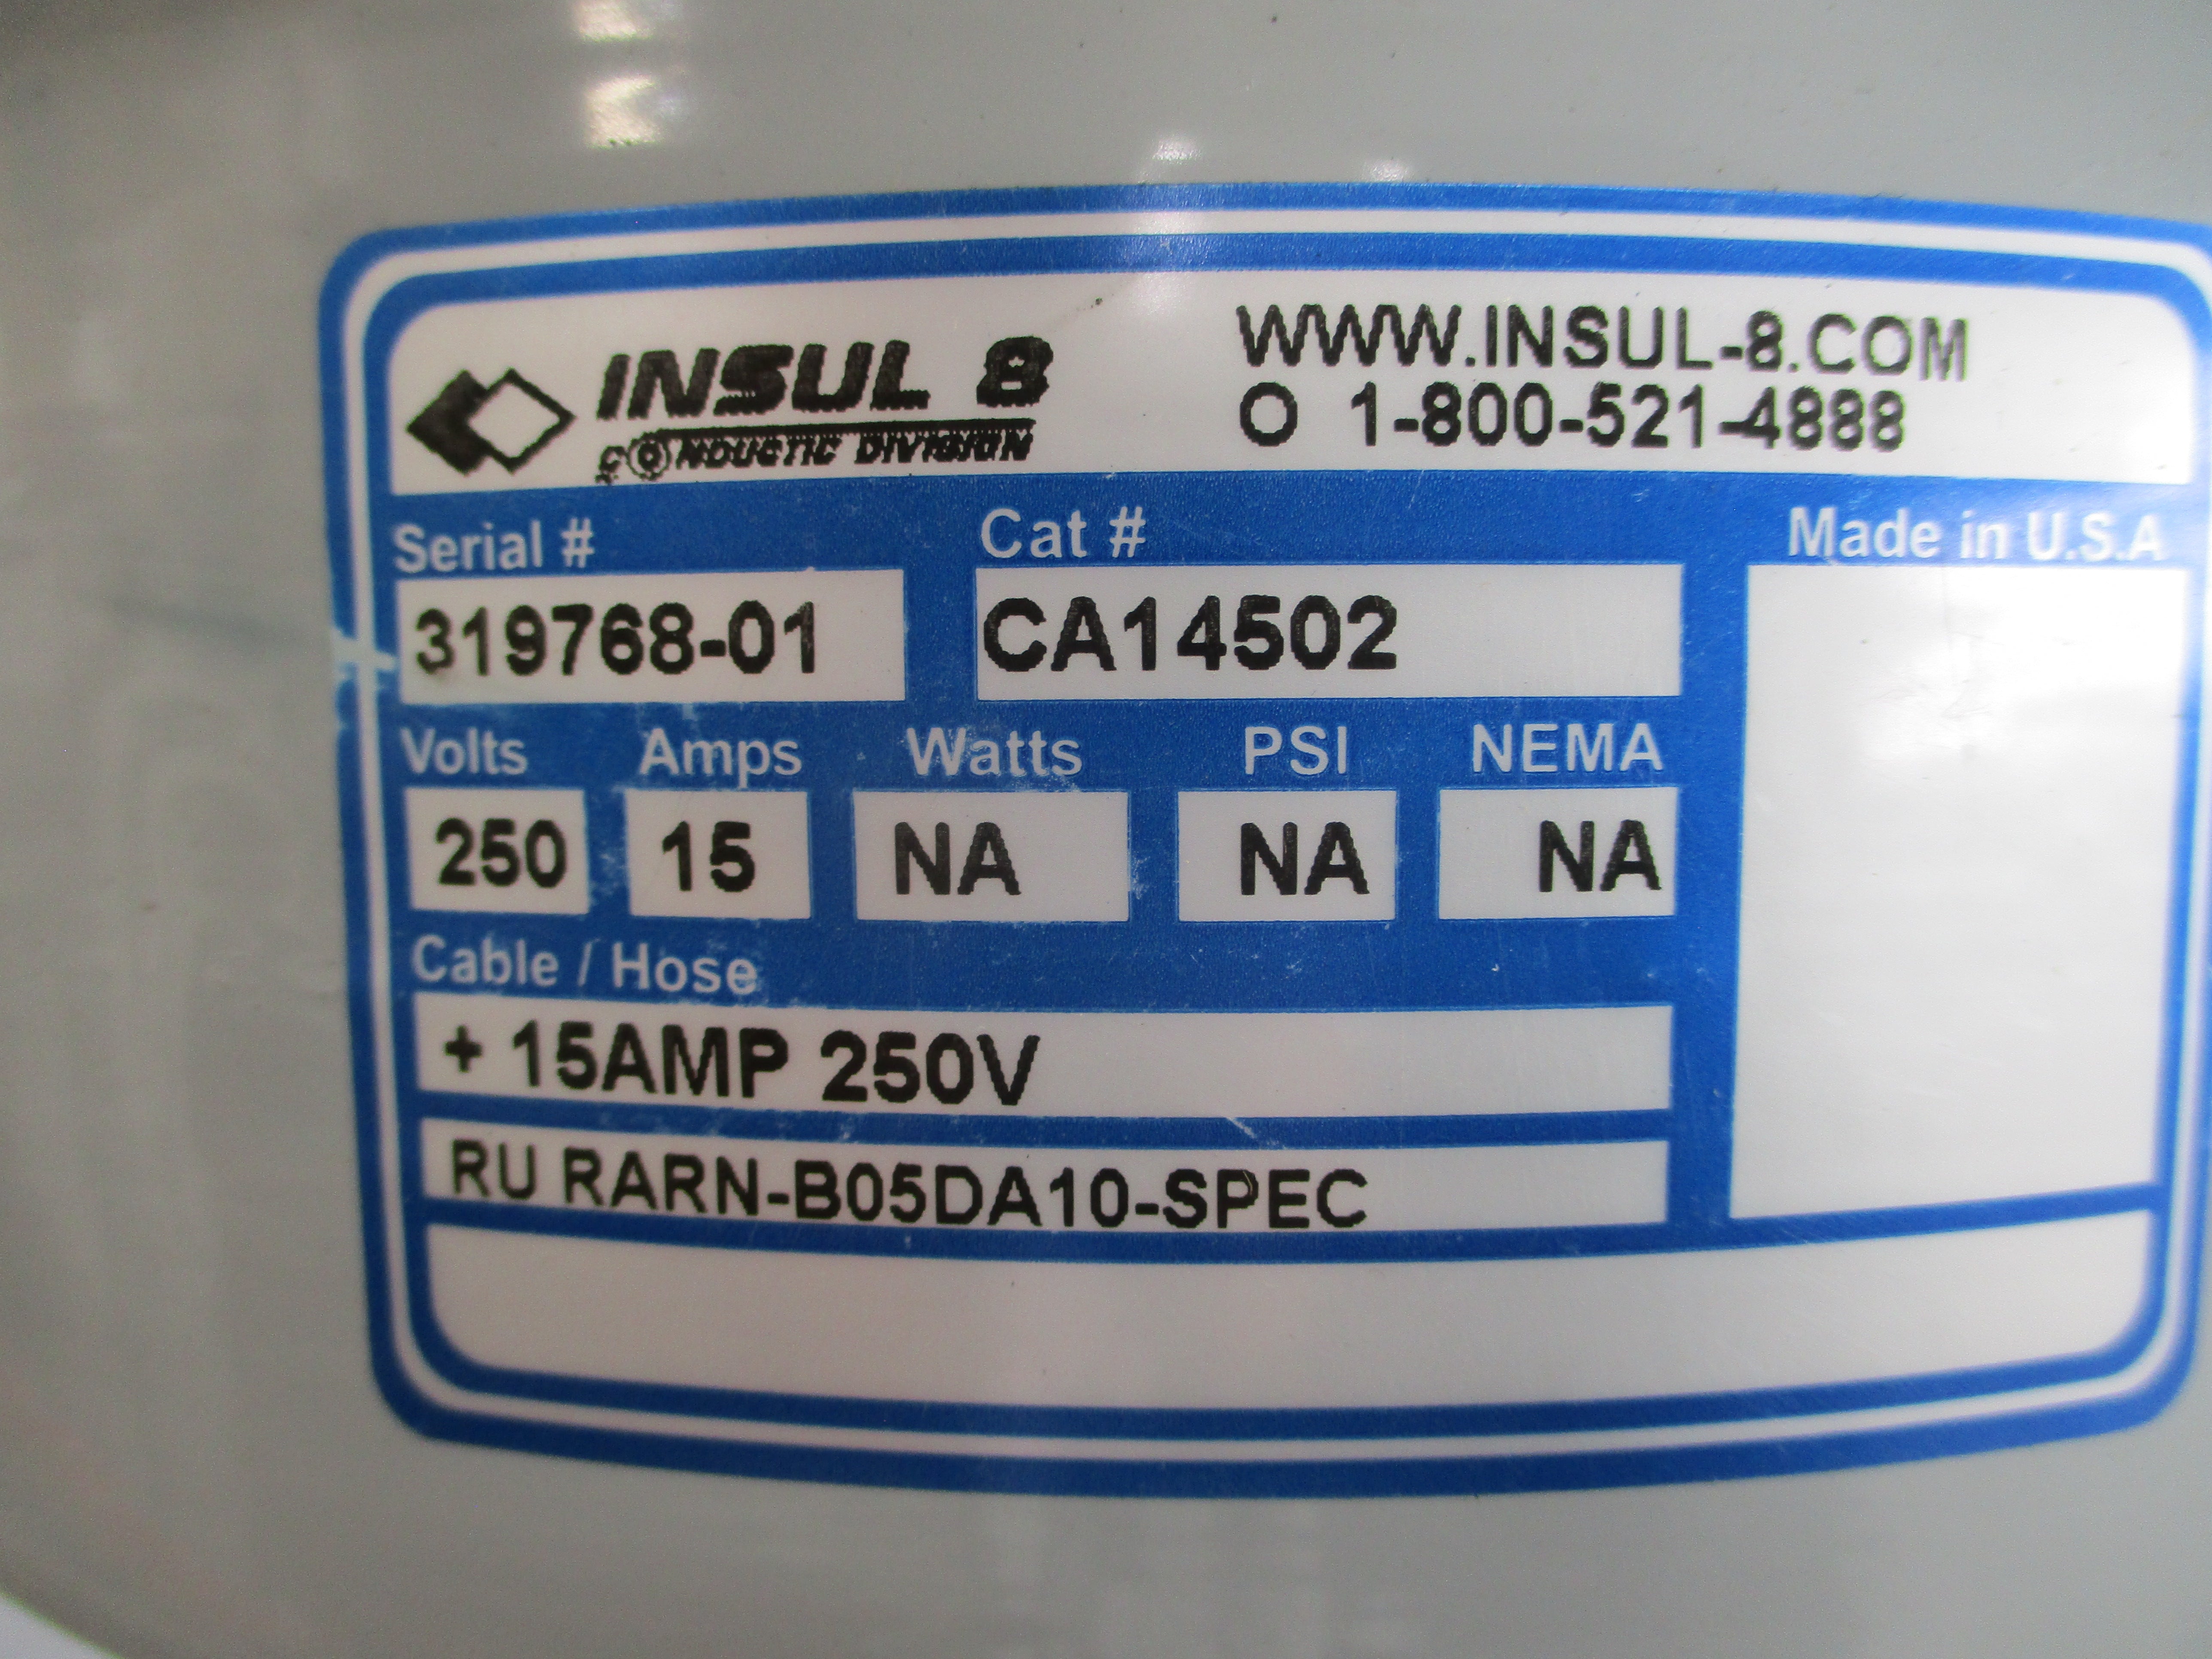 INSUL 8
CONDUCTIC DIVISION
WWW.INSUL-8.COM
O 1-800-521-4888
Serial #
Cat #
Made in U.S.A
319768-01
CA14502
Volts Amps Watts PSI NEMA
250 15 NA NA NA
Cable / Hose
+ 15AMP 250V
RU RARN-B05DA10-SPEC